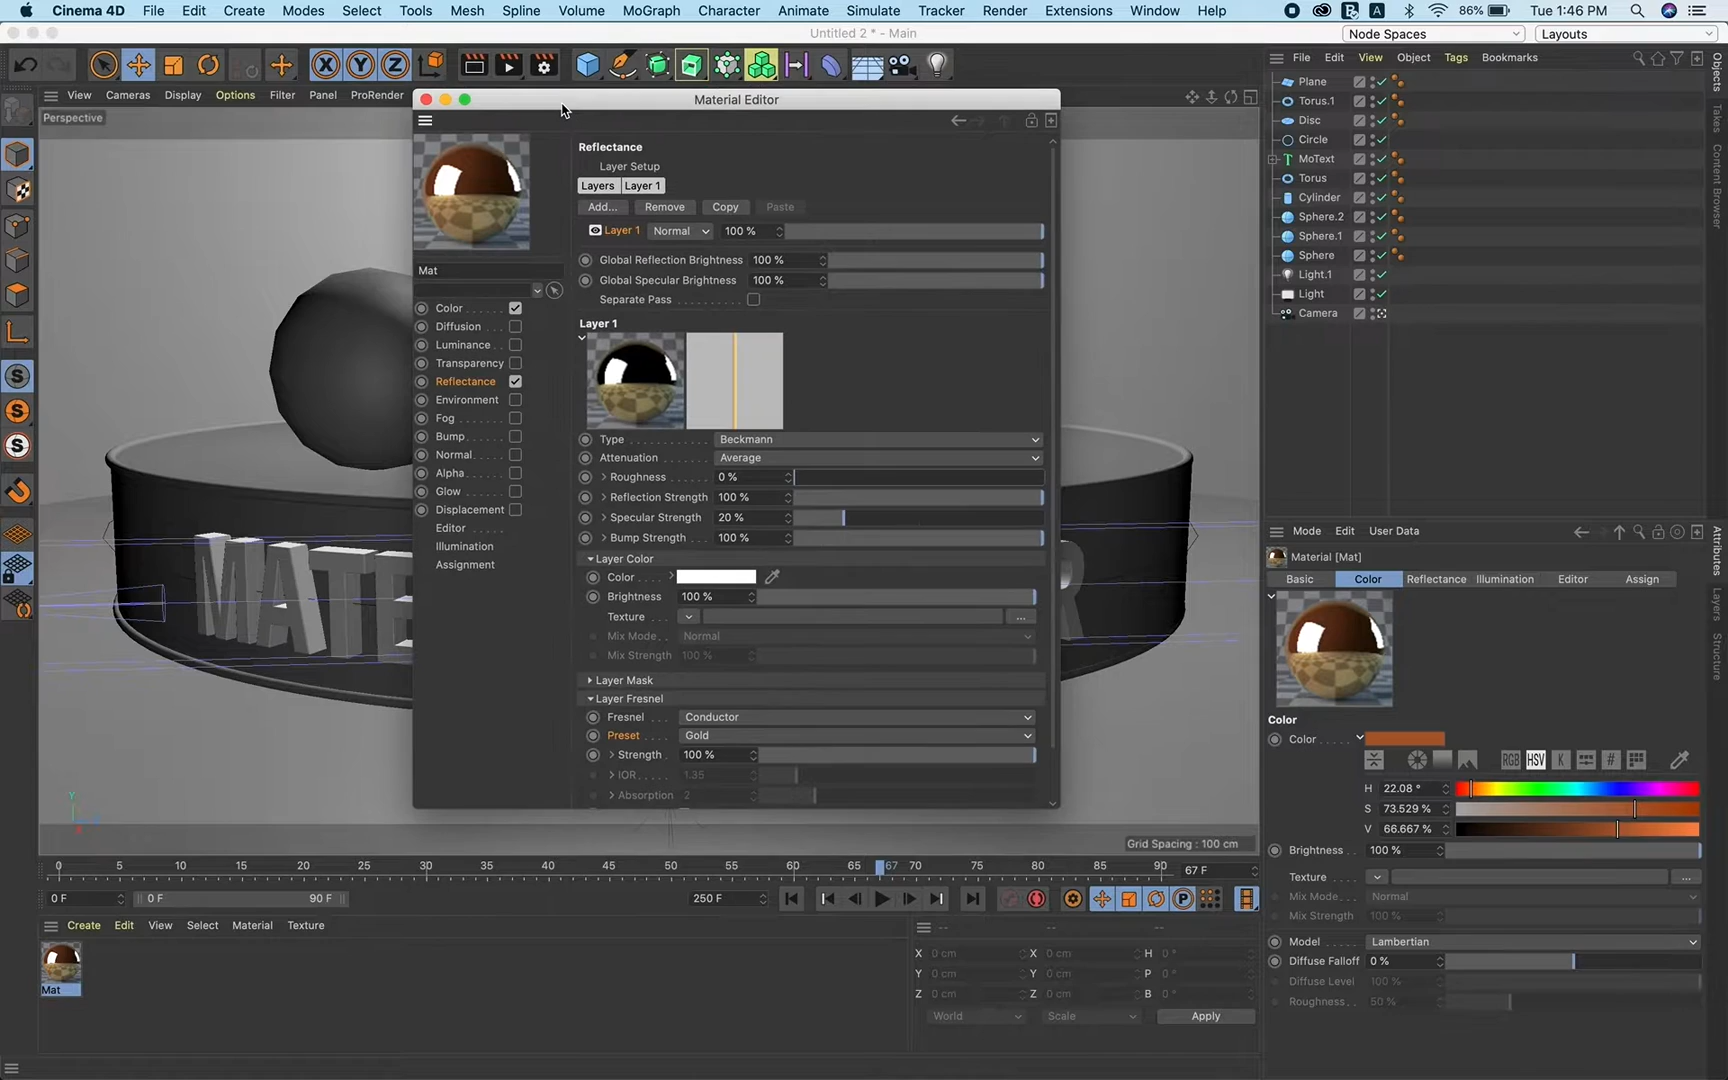 Cinema 4D File Edit Create Modes Select Tools Mesh Spline Volume MoGraph Character Animate Simulate Tracker Render Extensions Window Help A 86% Tue 1:46 PM
Untitled 2 * - Main
Node Spaces Layouts
X Y Z
File Edit View Object Tags Bookmarks
View Cameras Display Options Filter Panel ProRender
Perspective
Material Editor
Mat
Color
Diffusion
Luminance
Transparency
Reflectance
Environment
Fog
Bump
Normal
Alpha
Glow
Displacement
Editor
Illumination
Assignment
Reflectance
Layer Setup
Layers Layer 1
Add... Remove Copy Paste
Layer 1 Normal 100 %
Global Reflection Brightness 100 %
Global Specular Brightness 100 %
Separate Pass
Layer 1
Type Beckmann
Attenuation Average
Roughness 0 %
Reflection Strength 100 %
Specular Strength 20 %
Bump Strength 100 %
Layer Color
Color
Brightness 100 %
Texture ...
Mix Mode Normal
Mix Strength 100 %
Layer Mask
Layer Fresnel
Fresnel Conductor
Preset Gold
Strength 100 %
IOR 1.35
Absorption 2
MATE R
Y
Grid Spacing : 100 cm
Plane
Torus.1
Disc
Circle
MoText
Torus
Cylinder
Sphere.2
Sphere.1
Sphere
Light.1
Light
Camera
Objects
Takes
Content Browser
Attributes
Layers
Structure
Mode Edit User Data
Material [Mat]
Basic Color Reflectance Illumination Editor Assign
Color
Color
RGB HSV K #
H 22.08 °
S 73.529 %
V 66.667 %
Brightness 100 %
Texture ...
Mix Mode Normal
Mix Strength 100 %
Model Lambertian
Diffuse Falloff 0 %
Diffuse Level 100 %
Roughness 50 %
0 5 10 15 20 25 30 35 40 45 50 55 60 65 67 70 75 80 85 90 67 F
0 F 0 F 90 F 250 F P
Create Edit View Select Material Texture
Mat
-- -- --
X 0 cm X 0 cm H 0 °
Y 0 cm Y 0 cm P 0 °
Z 0 cm Z 0 cm B 0 °
World Scale Apply